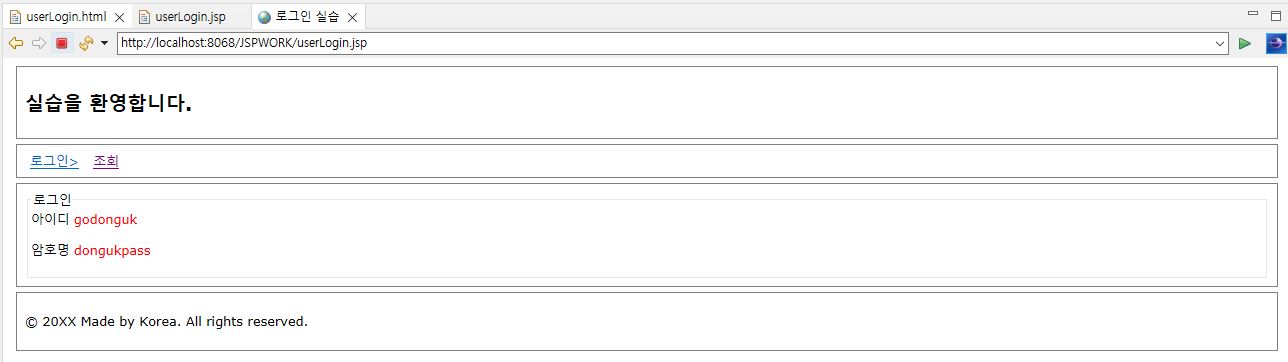 userLogin.html userLogin.jsp 로그인 실습
http://localhost:8068/JSPWORK/userLogin.jsp
실습을 환영합니다.
로그인> 조회
로그인
아이디 godonguk
암호명 dongukpass
© 20XX Made by Korea. All rights reserved.